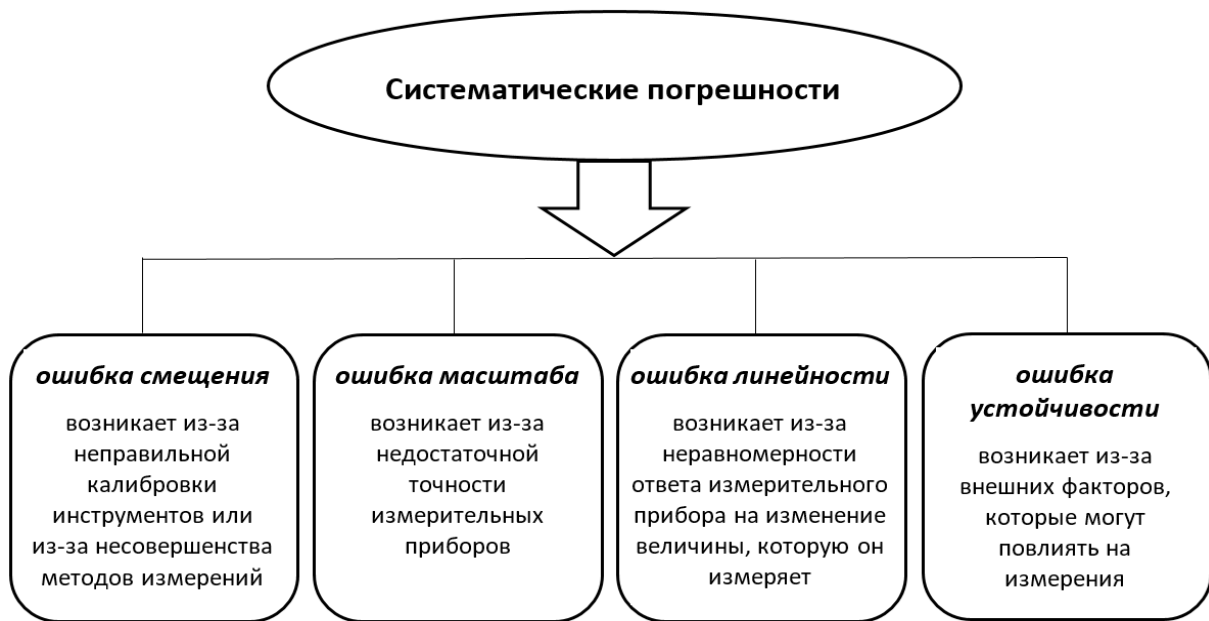 Систематические погрешности
ошибка смещения
возникает из-за
неправильной
калибровки
инструментов или
из-за несовершенства
методов измерений
ошибка масштаба
возникает из-за
недостаточной
точности
измерительных
приборов
ошибка линейности
возникает из-за
неравномерности
ответа измерительного
прибора на изменение
величины, которую он
измеряет
ошибка
устойчивости
возникает из-за
внешних факторов,
которые могут
повлиять на
измерения